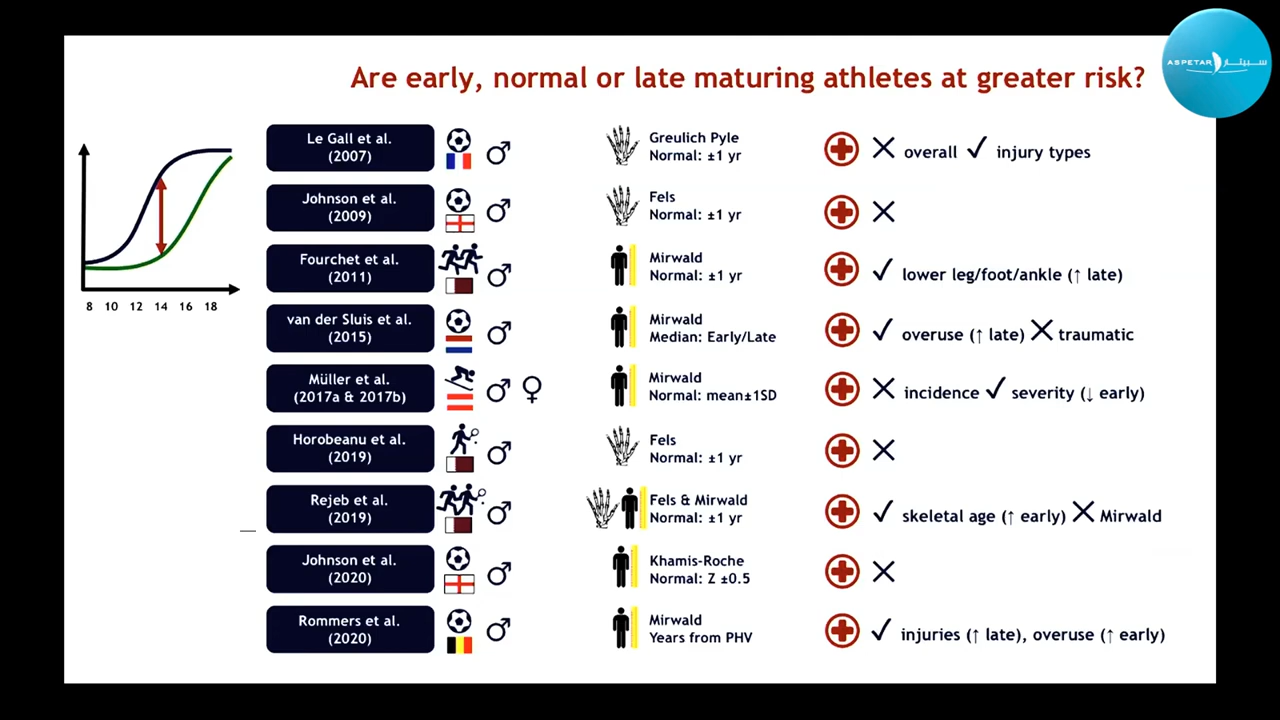 Are early, normal or late maturing athletes at greater risk?
ASPETAR سبيتار
8 10 12 14 16 18
Le Gall et al.
(2007)
Greulich Pyle
Normal: ±1 yr
✕ overall ✓ injury types
Johnson et al.
(2009)
Fels
Normal: ±1 yr
✕
Fourchet et al.
(2011)
Mirwald
Normal: ±1 yr
✓ lower leg/foot/ankle (↑ late)
van der Sluis et al.
(2015)
Mirwald
Median: Early/Late
✓ overuse (↑ late) ✕ traumatic
Müller et al.
(2017a & 2017b)
Mirwald
Normal: mean±1SD
✕ incidence ✓ severity (↓ early)
Horobeanu et al.
(2019)
Fels
Normal: ±1 yr
✕
Rejeb et al.
(2019)
Fels & Mirwald
Normal: ±1 yr
✓ skeletal age (↑ early) ✕ Mirwald
Johnson et al.
(2020)
Khamis-Roche
Normal: Z ±0.5
✕
Rommers et al.
(2020)
Mirwald
Years from PHV
✓ injuries (↑ late), overuse (↑ early)